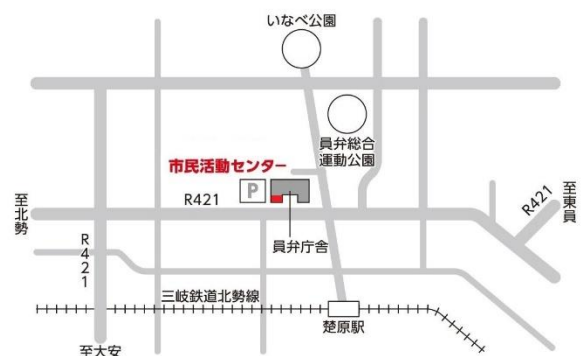 いなべ公園
員弁総合
運動公園
市民活動センター
P
R421
至北勢
至東員
R421
R421
員弁庁舎
三岐鉄道北勢線
楚原駅
至大安